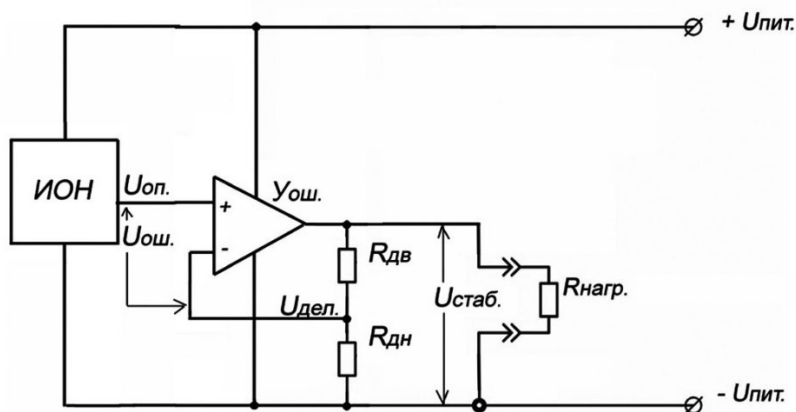 + Uпит.
ИОН
Uоп.
Uош.
Уош.
+
-
Rдв
Uдел.
Rдн
Uстаб.
Rнагр.
- Uпит.